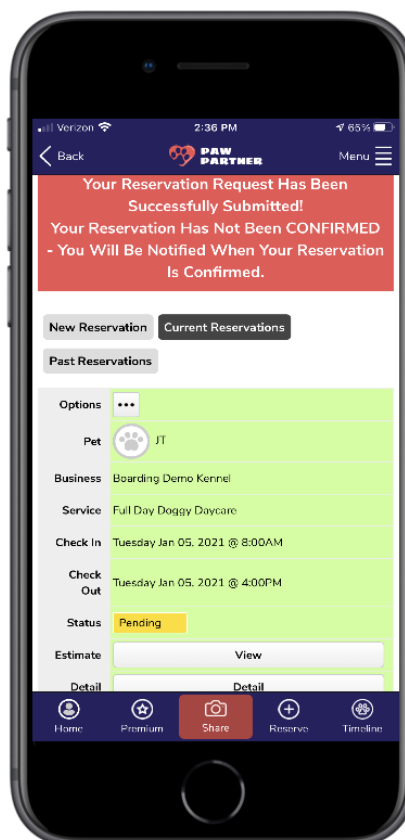 Verizon 2:36 PM 65%
Back PAW PARTNER Menu
Your Reservation Request Has Been
Successfully Submitted!
Your Reservation Has Not Been CONFIRMED
- You Will Be Notified When Your Reservation
Is Confirmed.
New Reservation Current Reservations
Past Reservations
Options •••
Pet JT
Business Boarding Demo Kennel
Service Full Day Doggy Daycare
Check In Tuesday Jan 05, 2021 @ 8:00AM
Check Out Tuesday Jan 05, 2021 @ 4:00PM
Status Pending
Estimate View
Detail Detail
Home Premium Share Reserve Timeline